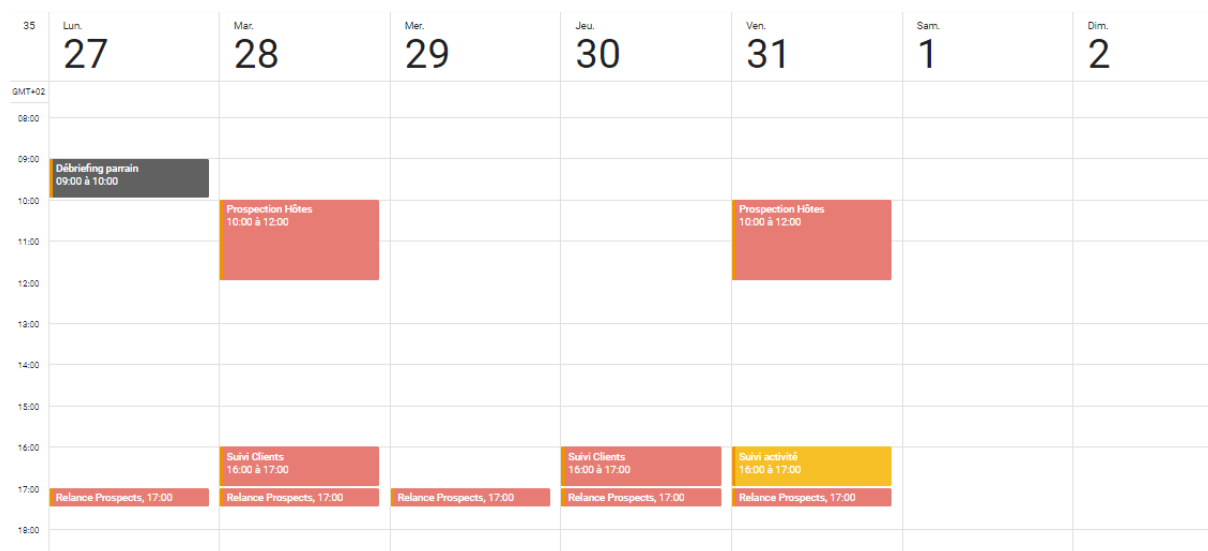 35
Lun.
27
Mar.
28
Mer.
29
Jeu.
30
Ven.
31
Sam.
1
Dim.
2
GMT+02
08:00
09:00
Débriefing parrain
09:00 à 10:00
10:00
Prospection Hôtes
10:00 à 12:00
Prospection Hôtes
10:00 à 12:00
11:00
12:00
13:00
14:00
15:00
16:00
Suivi Clients
16:00 à 17:00
Suivi Clients
16:00 à 17:00
Suivi activité
16:00 à 17:00
17:00
Relance Prospects, 17:00
Relance Prospects, 17:00
Relance Prospects, 17:00
Relance Prospects, 17:00
Relance Prospects, 17:00
18:00